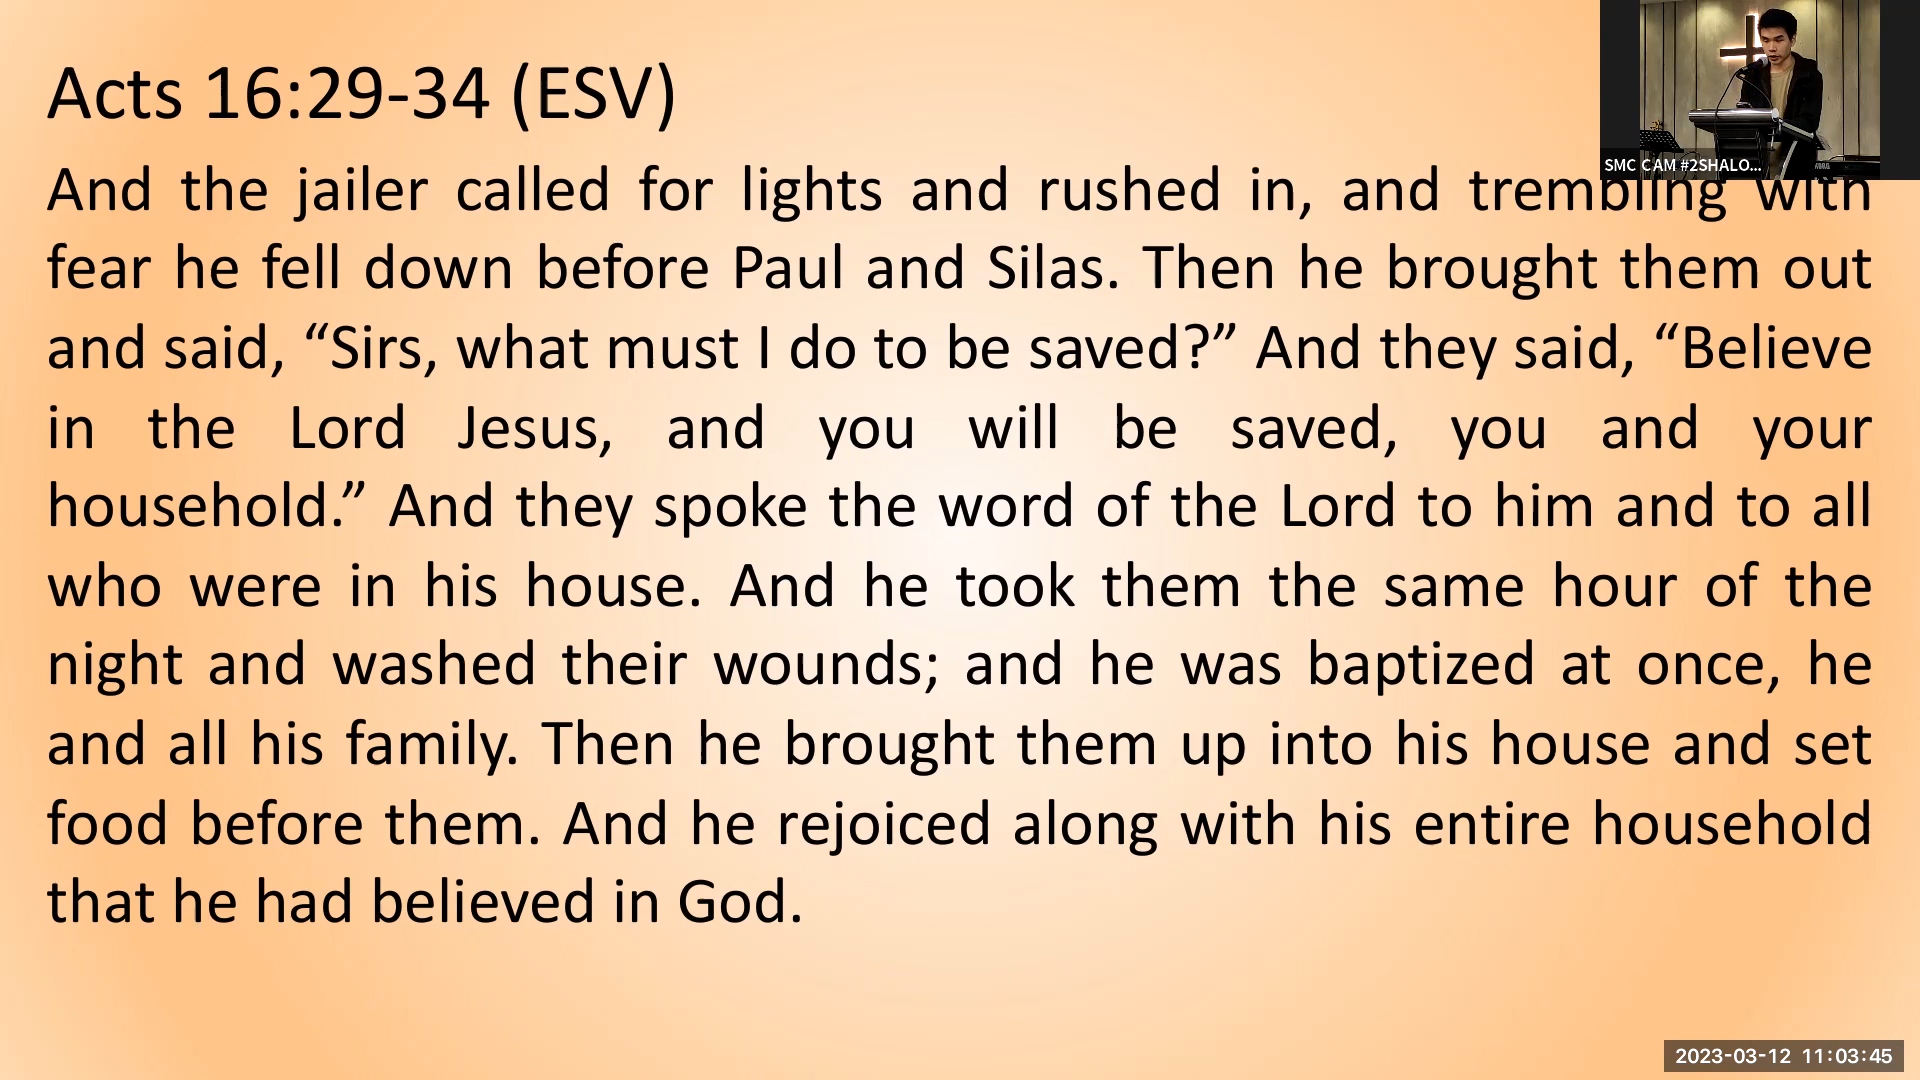 Acts 16:29-34 (ESV)
SMC CAM #2SHALO...
And the jailer called for lights and rushed in, and trembling with
fear he fell down before Paul and Silas. Then he brought them out
and said, “Sirs, what must I do to be saved?” And they said, “Believe
in the Lord Jesus, and you will be saved, you and your
household.” And they spoke the word of the Lord to him and to all
who were in his house. And he took them the same hour of the
night and washed their wounds; and he was baptized at once, he
and all his family. Then he brought them up into his house and set
food before them. And he rejoiced along with his entire household
that he had believed in God.
2023-03-12 11:03:45